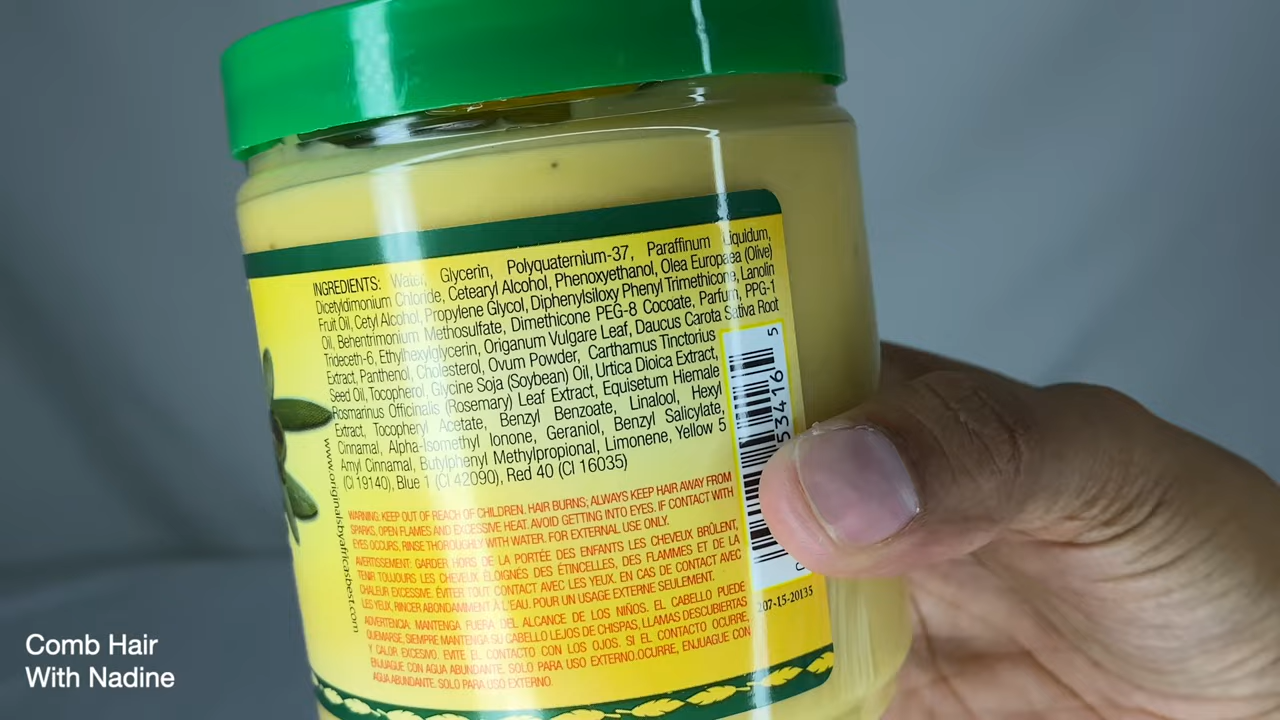 INGREDIENTS: Water, Glycerin, Polyquaternium-37, Paraffinum Liquidum,
Dicetyldimonium Chloride, Cetearyl Alcohol, Phenoxyethanol, Olea Europaea (Olive)
Fruit Oil, Cetyl Alcohol, Propylene Glycol, Diphenylsiloxy Phenyl Trimethicone, Lanolin
Oil, Behentrimonium Methosulfate, Dimethicone PEG-8 Cocoate, Parfum, PPG-1
Trideceth-6, Ethylhexylglycerin, Origanum Vulgare Leaf, Daucus Carota Sativa Root
Extract, Panthenol, Cholesterol, Ovum Powder, Carthamus Tinctorius
Seed Oil, Tocopherol, Glycine Soja (Soybean) Oil, Urtica Dioica Extract,
Rosmarinus Officinalis (Rosemary) Leaf Extract, Equisetum Hiemale
Extract, Tocopheryl Acetate, Benzyl Benzoate, Linalool, Hexyl
Cinnamal, Alpha-Isomethyl Ionone, Geraniol, Benzyl Salicylate,
Amyl Cinnamal, Butylphenyl Methylpropional, Limonene, Yellow 5
(CI 19140), Blue 1 (CI 42090), Red 40 (CI 16035)
WARNING: KEEP OUT OF REACH OF CHILDREN. HAIR BURNS; ALWAYS KEEP HAIR AWAY FROM
SPARKS, OPEN FLAMES AND EXCESSIVE HEAT. AVOID GETTING INTO EYES. IF CONTACT WITH
EYES OCCURS, RINSE THOROUGHLY WITH WATER. FOR EXTERNAL USE ONLY.
AVERTISSEMENT: GARDER HORS DE LA PORTÉE DES ENFANTS LES CHEVEUX BRÛLENT,
TENIR TOUJOURS LES CHEVEUX ÉLOIGNÉS DES ÉTINCELLES, DES FLAMMES ET DE LA
CHALEUR EXCESSIVE. ÉVITER TOUT CONTACT AVEC LES YEUX. EN CAS DE CONTACT AVEC
LES YEUX, RINCER ABONDAMMENT À L'EAU. POUR UN USAGE EXTERNE SEULEMENT.
ADVERTENCIA: MANTENGA FUERA DEL ALCANCE DE LOS NIÑOS. EL CABELLO PUEDE
QUEMARSE, SIEMPRE MANTENGA SU CABELLO LEJOS DE CHISPAS, LLAMAS DESCUBIERTAS
Y CALOR EXCESIVO. EVITE EL CONTACTO CON LOS OJOS. SI EL CONTACTO OCURRE,
ENJUAGUE CON AGUA ABUNDANTE. SOLO PARA USO EXTERNO.OCURRE, ENJUAGUE CON
AGUA ABUNDANTE. SOLO PARA USO EXTERNO.
www.originalsbyafricasbest.com
53416 5
207-15-20135
Comb Hair
With Nadine